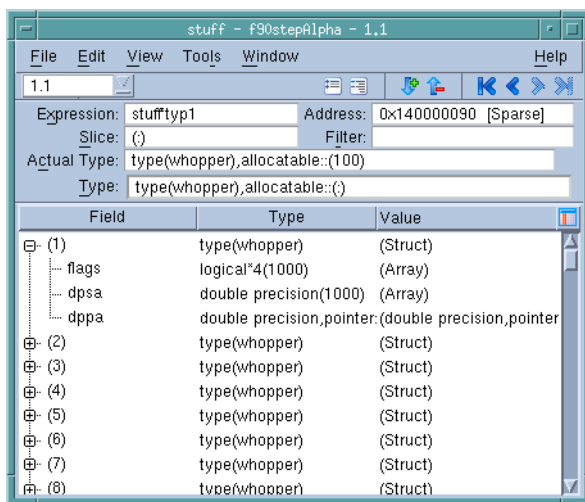 stuff - f90stepAlpha - 1.1
File Edit View Tools Window Help
1.1
Expression: stuff'typ1 Address: 0x140000090 [Sparse]
Slice: (:) Filter:
Actual Type: type(whopper),allocatable::(100)
Type: type(whopper),allocatable::(:)
Field Type Value
(1) type(whopper) (Struct)
flags logical*4(1000) (Array)
dpsa double precision(1000) (Array)
dppa double precision,pointer:(double precision,pointer
(2) type(whopper) (Struct)
(3) type(whopper) (Struct)
(4) type(whopper) (Struct)
(5) type(whopper) (Struct)
(6) type(whopper) (Struct)
(7) type(whopper) (Struct)
(8) type(whopper) (Struct)